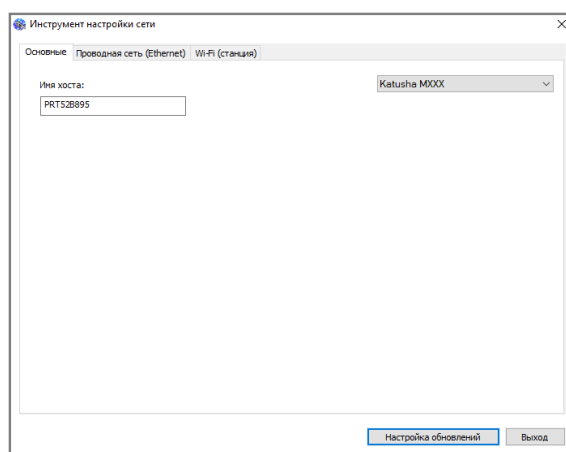 Инструмент настройки сети
Основные Проводная сеть (Ethernet) Wi-Fi (станция)
Имя хоста: Katusha MXXX
PRT52B895
Настройка обновлений Выход